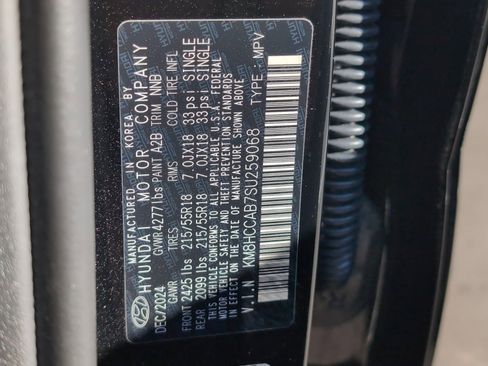 MANUFACTURED IN KOREA BY
HYUNDAI MOTOR COMPANY
DEC/2024 GVWR 4277 lbs PAINT A2B TRIM NNB
GAWR TIRES RIMS COLD TIRE INFL
FRONT 2425 lbs 215/55R18 7.0JX18 33psi SINGLE
REAR 2099 lbs 215/55R18 7.0JX18 33psi SINGLE
THIS VEHICLE CONFORMS TO ALL APPLICABLE U.S.A. FEDERAL
MOTOR VEHICLE SAFETY AND THEFT PREVENTION STANDARDS
IN EFFECT ON THE DATE OF MANUFACTURE SHOWN ABOVE.
V.I.N KM8HCCAB7SU259068 TYPE: MPV